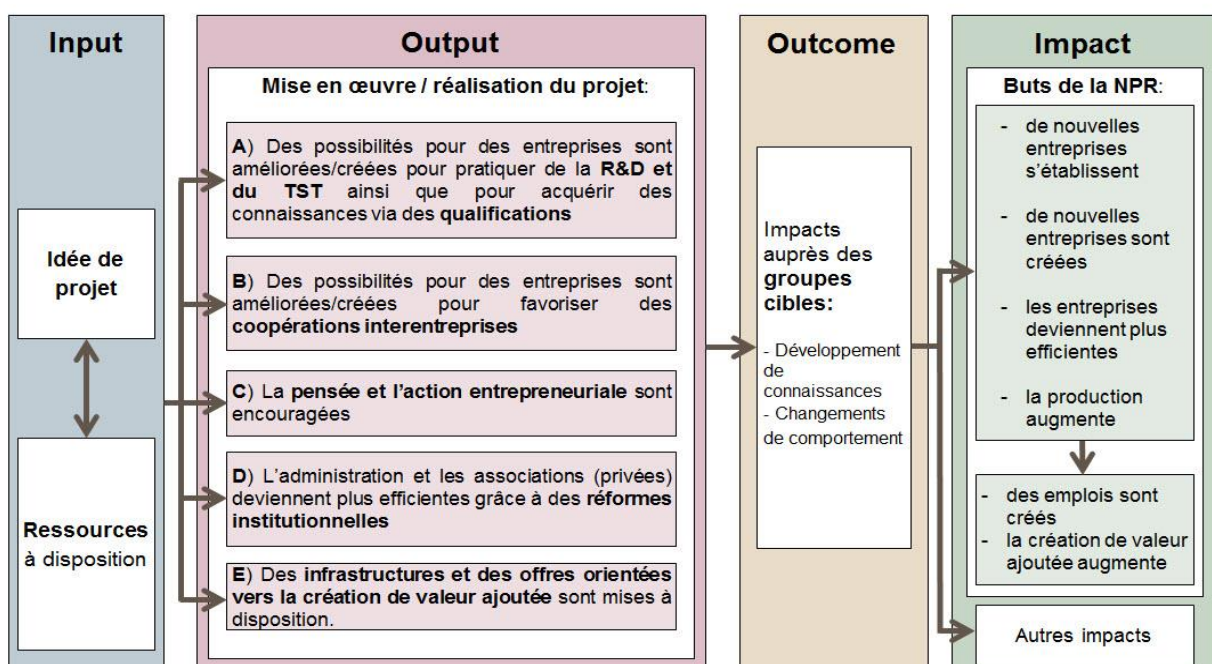 Input
Idée de
projet
Ressources
à disposition
Output
Mise en œuvre / réalisation du projet:
A) Des possibilités pour des entreprises sont
améliorées/créées pour pratiquer de la R&D et
du TST ainsi que pour acquérir des
connaissances via des qualifications
B) Des possibilités pour des entreprises sont
améliorées/créées pour favoriser des
coopérations interentreprises
C) La pensée et l'action entrepreneuriale sont
encouragées
D) L'administration et les associations (privées)
deviennent plus efficientes grâce à des réformes
institutionnelles
E) Des infrastructures et des offres orientées
vers la création de valeur ajoutée sont mises à
disposition.
Outcome
Impacts
auprès des
groupes
cibles:
- Développement
de
connaissances
- Changements
de comportement
Impact
Buts de la NPR:
- de nouvelles
entreprises
s'établissent
- de nouvelles
entreprises sont
créées
- les entreprises
deviennent plus
efficientes
- la production
augmente
- des emplois sont
créés
- la création de valeur
ajoutée augmente
Autres impacts